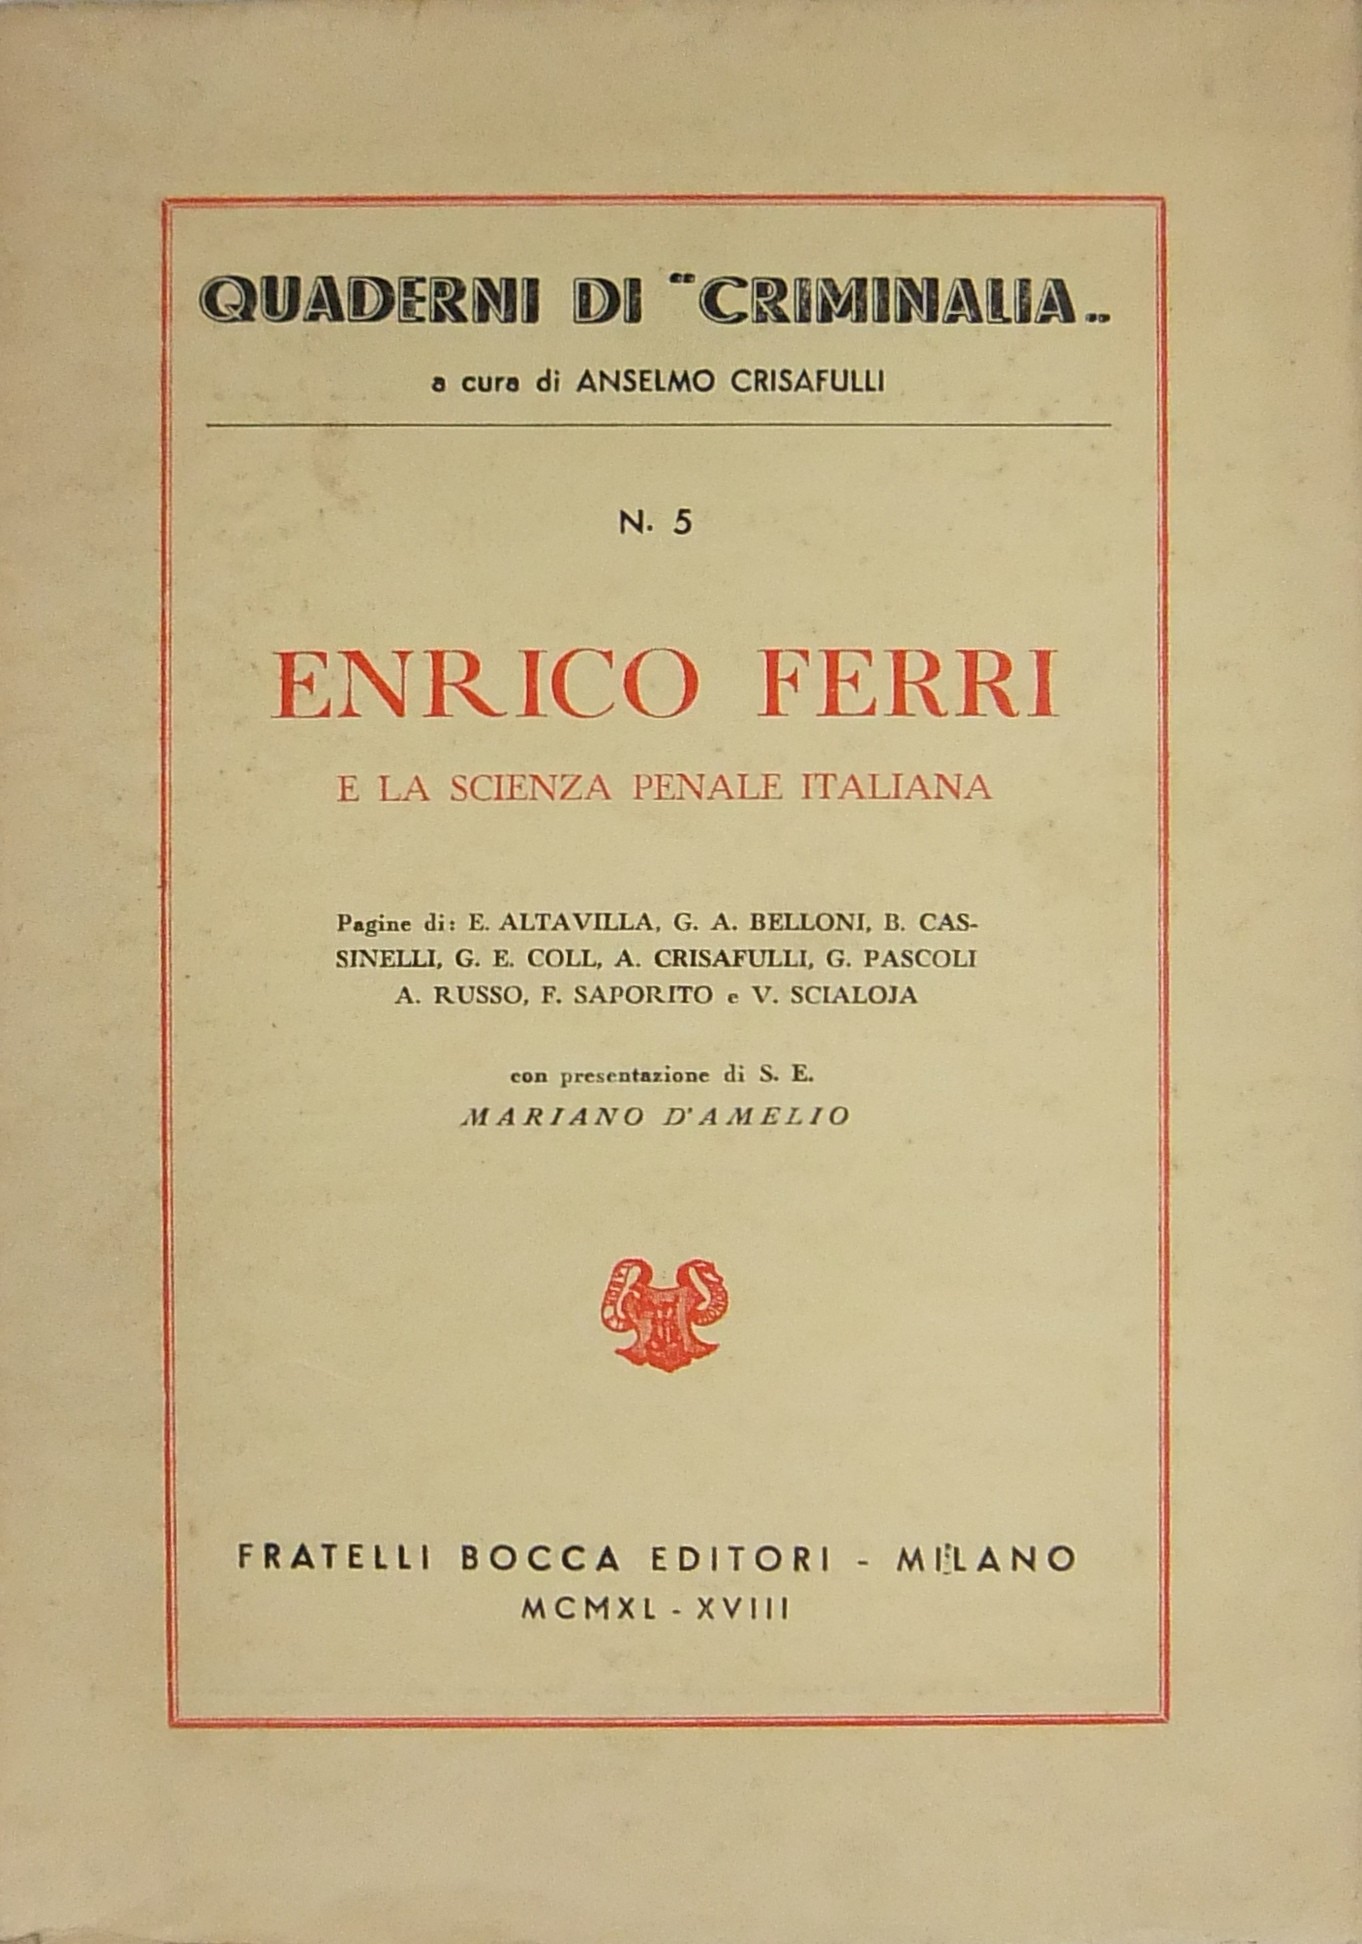 QUADERNI DI “CRIMINALIA„
a cura di ANSELMO CRISAFULLI
N. 5
ENRICO FERRI
E LA SCIENZA PENALE ITALIANA
Pagine di: E. ALTAVILLA, G. A. BELLONI, B. CAS-
SINELLI, G. E. COLL, A. CRISAFULLI, G. PASCOLI
A. RUSSO, F. SAPORITO e V. SCIALOJA
con presentazione di S. E.
MARIANO D'AMELIO
FRATELLI BOCCA EDITORI - MILANO
MCMXL - XVIII